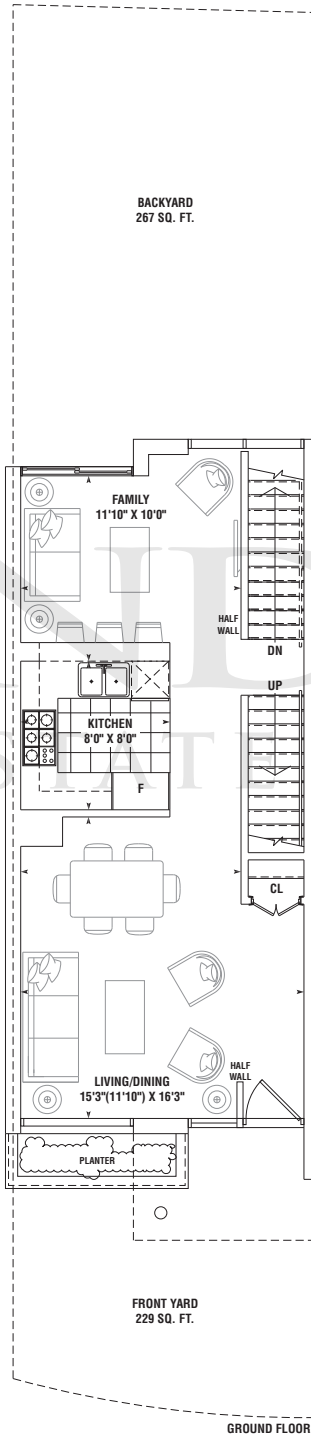 BACKYARD
267 SQ. FT.
FAMILY
11'10" X 10'0"
HALF
WALL
DN
UP
KITCHEN
8'0" X 8'0"
F
CL
LIVING/DINING
15'3"(11'10") X 16'3"
HALF
WALL
PLANTER
FRONT YARD
229 SQ. FT.
GROUND FLOOR